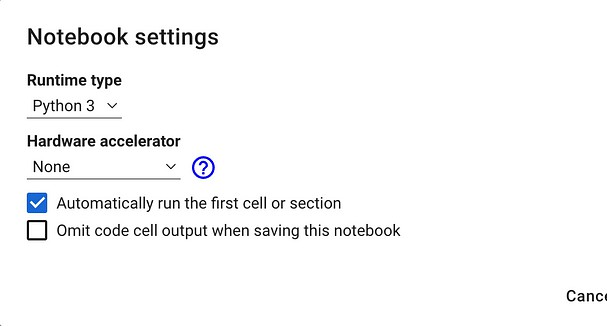 Notebook settings
Runtime type
Python 3
Hardware accelerator
None ?
Automatically run the first cell or section
Omit code cell output when saving this notebook
Cance